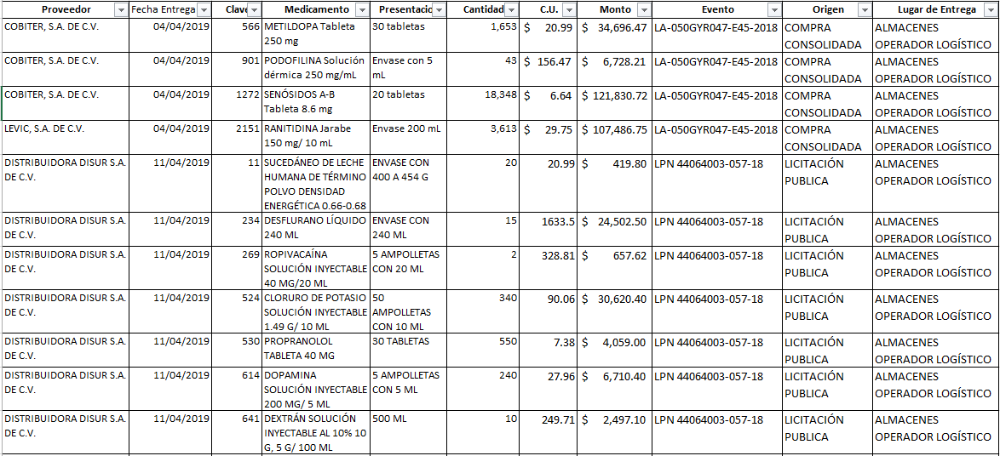 Proveedor Fecha Entrega Clave Medicamento Presentacio Cantidad C.U. Monto Evento Origen Lugar de Entrega
COBITER, S.A. DE C.V. 04/04/2019 566 METILDOPA Tableta 30 tabletas 1,653 $ 20.99 $ 34,696.47 LA-050GYR047-E45-2018 COMPRA ALMACENES
250 mg CONSOLIDADA OPERADOR LOGÍSTICO
COBITER, S.A. DE C.V. 04/04/2019 901 PODOFILINA Solución Envase con 5 43 $ 156.47 $ 6,728.21 LA-050GYR047-E45-2018 COMPRA ALMACENES
dérmica 250 mg/mL mL CONSOLIDADA OPERADOR LOGÍSTICO
COBITER, S.A. DE C.V. 04/04/2019 1272 SENÓSIDOS A-B 20 tabletas 18,348 $ 6.64 $ 121,830.72 LA-050GYR047-E45-2018 COMPRA ALMACENES
Tableta 8.6 mg CONSOLIDADA OPERADOR LOGÍSTICO
LEVIC, S.A. DE C.V. 04/04/2019 2151 RANITIDINA Jarabe Envase 200 mL 3,613 $ 29.75 $ 107,486.75 LA-050GYR047-E45-2018 COMPRA ALMACENES
150 mg/ 10 mL CONSOLIDADA OPERADOR LOGÍSTICO
DISTRIBUIDORA DISUR S.A. 11/04/2019 11 SUCEDÁNEO DE LECHE ENVASE CON 20 20.99 $ 419.80 LPN 44064003-057-18 LICITACIÓN ALMACENES
DE C.V. HUMANA DE TÉRMINO 400 A 454 G PUBLICA OPERADOR LOGÍSTICO
POLVO DENSIDAD
ENERGÉTICA 0.66-0.68
DISTRIBUIDORA DISUR S.A. 11/04/2019 234 DESFLURANO LÍQUIDO ENVASE CON 15 1633.5 $ 24,502.50 LPN 44064003-057-18 LICITACIÓN ALMACENES
DE C.V. 240 ML 240 ML PUBLICA OPERADOR LOGÍSTICO
DISTRIBUIDORA DISUR S.A. 11/04/2019 269 ROPIVACAÍNA 5 AMPOLLETAS 2 328.81 $ 657.62 LPN 44064003-057-18 LICITACIÓN ALMACENES
DE C.V. SOLUCIÓN INYECTABLE CON 20 ML PUBLICA OPERADOR LOGÍSTICO
40 MG/20 ML
DISTRIBUIDORA DISUR S.A. 11/04/2019 524 CLORURO DE POTASIO 50 340 90.06 $ 30,620.40 LPN 44064003-057-18 LICITACIÓN ALMACENES
DE C.V. SOLUCIÓN INYECTABLE AMPOLLETAS PUBLICA OPERADOR LOGÍSTICO
1.49 G/ 10 ML CON 10 ML
DISTRIBUIDORA DISUR S.A. 11/04/2019 530 PROPRANOLOL 30 TABLETAS 550 7.38 $ 4,059.00 LPN 44064003-057-18 LICITACIÓN ALMACENES
DE C.V. TABLETA 40 MG PUBLICA OPERADOR LOGÍSTICO
DISTRIBUIDORA DISUR S.A. 11/04/2019 614 DOPAMINA 5 AMPOLLETAS 240 27.96 $ 6,710.40 LPN 44064003-057-18 LICITACIÓN ALMACENES
DE C.V. SOLUCIÓN INYECTABLE CON 5 ML PUBLICA OPERADOR LOGÍSTICO
200 MG/ 5 ML
DISTRIBUIDORA DISUR S.A. 11/04/2019 641 DEXTRÁN SOLUCIÓN 500 ML 10 249.71 $ 2,497.10 LPN 44064003-057-18 LICITACIÓN ALMACENES
DE C.V. INYECTABLE AL 10% 10 PUBLICA OPERADOR LOGÍSTICO
G, 5 G/ 100 ML